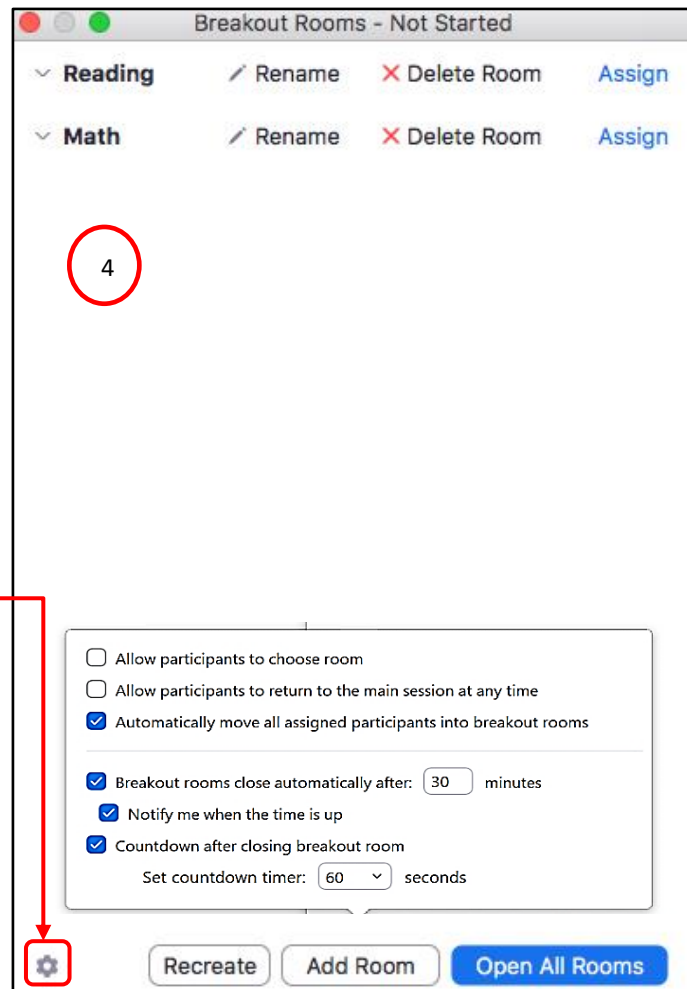 Breakout Rooms - Not Started
Reading Rename Delete Room Assign
Math Rename Delete Room Assign
4
Allow participants to choose room
Allow participants to return to the main session at any time
Automatically move all assigned participants into breakout rooms
Breakout rooms close automatically after: 30 minutes
Notify me when the time is up
Countdown after closing breakout room
Set countdown timer: 60 seconds
Recreate Add Room Open All Rooms